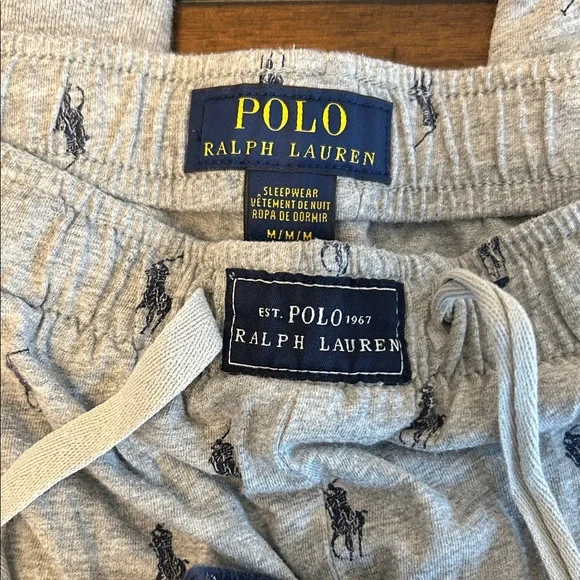 POLO
RALPH LAUREN
SLEEPWEAR
VÊTEMENT DE NUIT
ROPA DE DORMIR
M/M/M
EST. POLO 1967
RALPH LAUREN